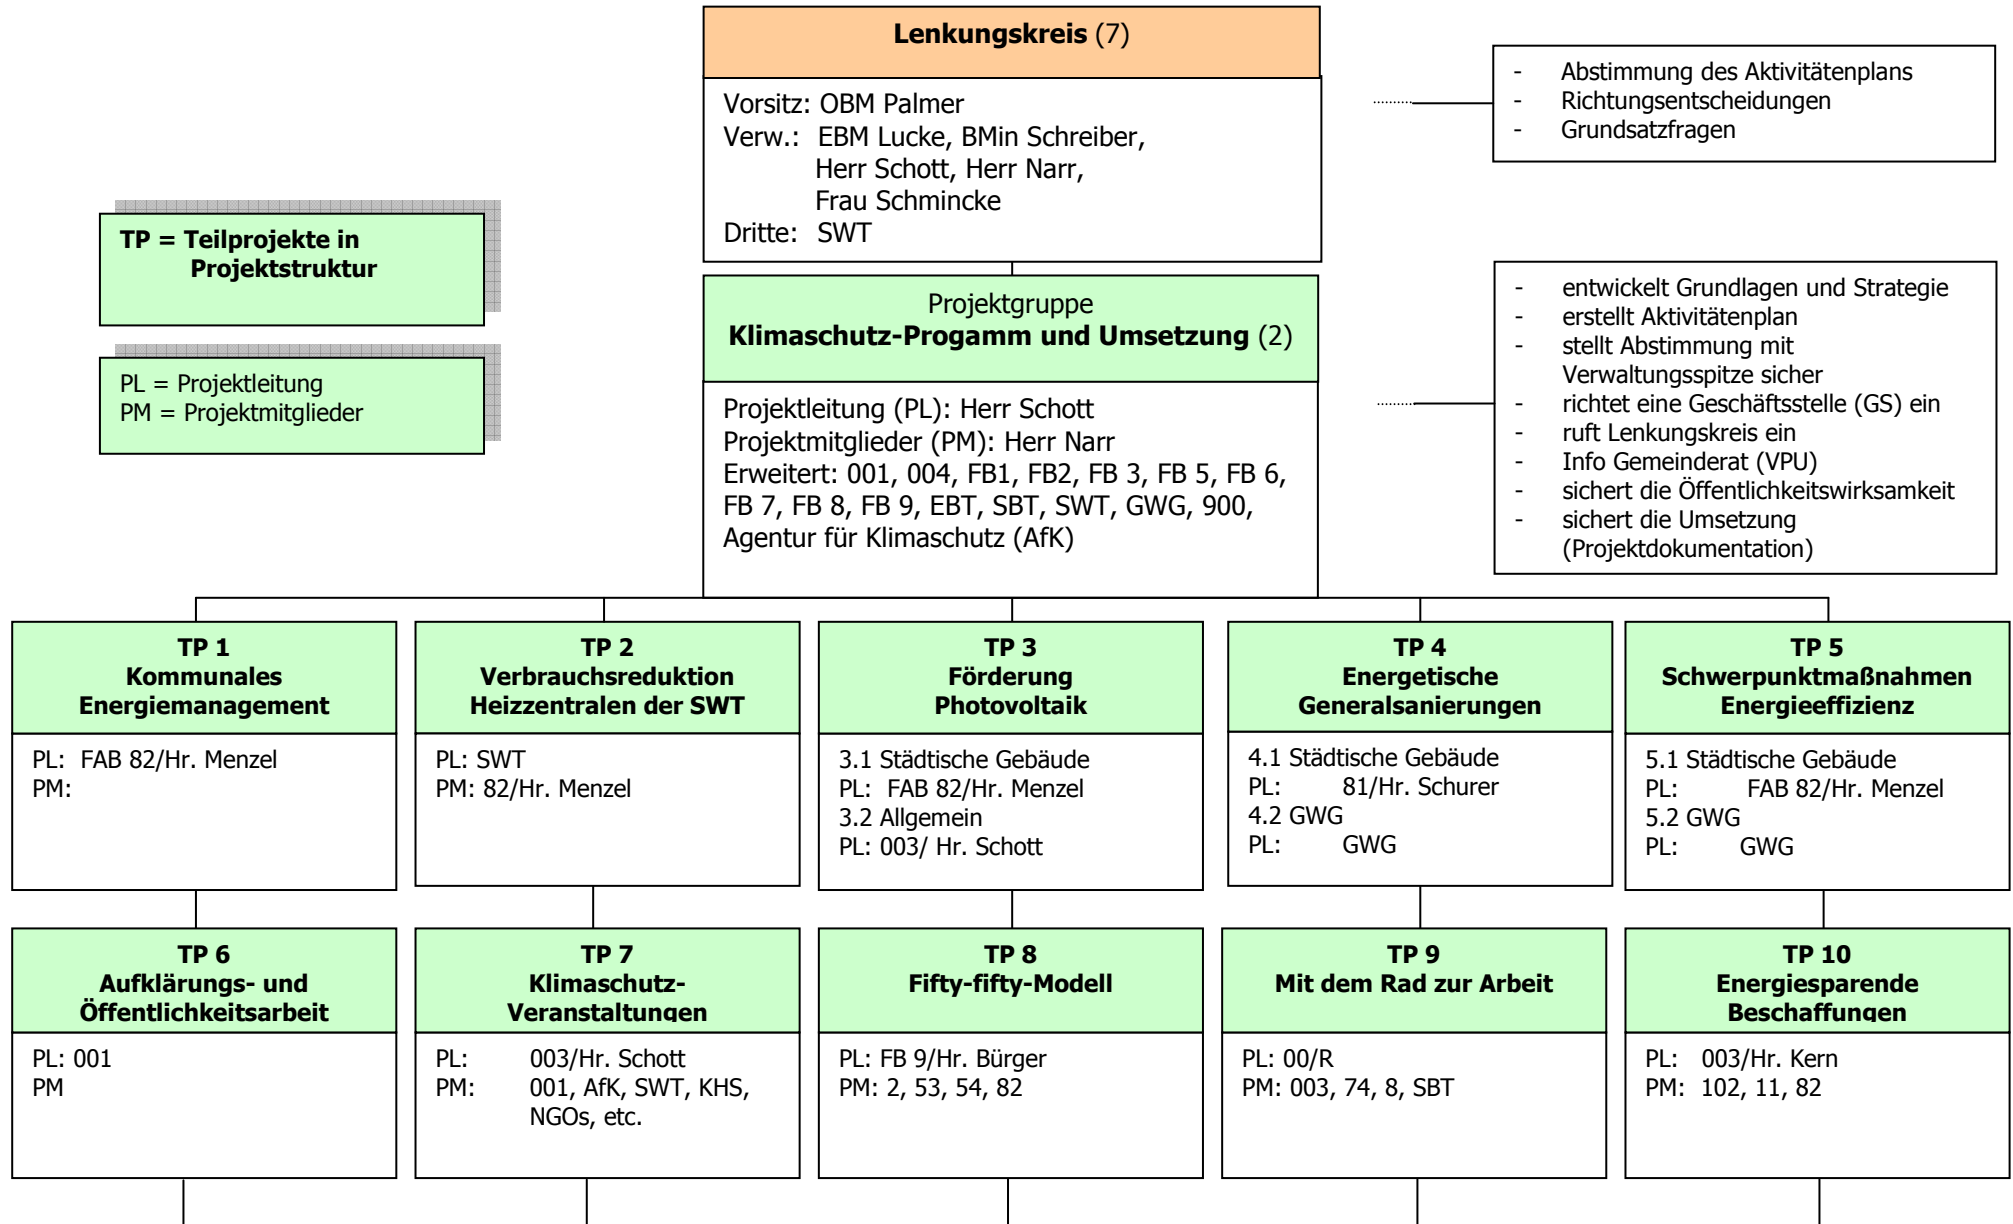 Lenkungskreis (7)
Vorsitz: OBM Palmer
Verw.: EBM Lucke, BMin Schreiber,
Herr Schott, Herr Narr,
Frau Schmincke
Dritte: SWT
- Abstimmung des Aktivitätenplans
- Richtungsentscheidungen
- Grundsatzfragen
TP = Teilprojekte in
Projektstruktur
PL = Projektleitung
PM = Projektmitglieder
Projektgruppe
Klimaschutz-Progamm und Umsetzung (2)
Projektleitung (PL): Herr Schott
Projektmitglieder (PM): Herr Narr
Erweitert: 001, 004, FB1, FB2, FB 3, FB 5, FB 6,
FB 7, FB 8, FB 9, EBT, SBT, SWT, GWG, 900,
Agentur für Klimaschutz (AfK)
- entwickelt Grundlagen und Strategie
- erstellt Aktivitätenplan
- stellt Abstimmung mit
Verwaltungsspitze sicher
- richtet eine Geschäftsstelle (GS) ein
- ruft Lenkungskreis ein
- Info Gemeinderat (VPU)
- sichert die Öffentlichkeitswirksamkeit
- sichert die Umsetzung
(Projektdokumentation)
TP 1
Kommunales
Energiemanagement
PL: FAB 82/Hr. Menzel
PM:
TP 2
Verbrauchsreduktion
Heizzentralen der SWT
PL: SWT
PM: 82/Hr. Menzel
TP 3
Förderung
Photovoltaik
3.1 Städtische Gebäude
PL: FAB 82/Hr. Menzel
3.2 Allgemein
PL: 003/ Hr. Schott
TP 4
Energetische
Generalsanierungen
4.1 Städtische Gebäude
PL: 81/Hr. Schurer
4.2 GWG
PL: GWG
TP 5
Schwerpunktmaßnahmen
Energieeffizienz
5.1 Städtische Gebäude
PL: FAB 82/Hr. Menzel
5.2 GWG
PL: GWG
TP 6
Aufklärungs- und
Öffentlichkeitsarbeit
PL: 001
PM
TP 7
Klimaschutz-
Veranstaltungen
PL: 003/Hr. Schott
PM: 001, AfK, SWT, KHS,
NGOs, etc.
TP 8
Fifty-fifty-Modell
PL: FB 9/Hr. Bürger
PM: 2, 53, 54, 82
TP 9
Mit dem Rad zur Arbeit
PL: 00/R
PM: 003, 74, 8, SBT
TP 10
Energiesparende
Beschaffungen
PL: 003/Hr. Kern
PM: 102, 11, 82